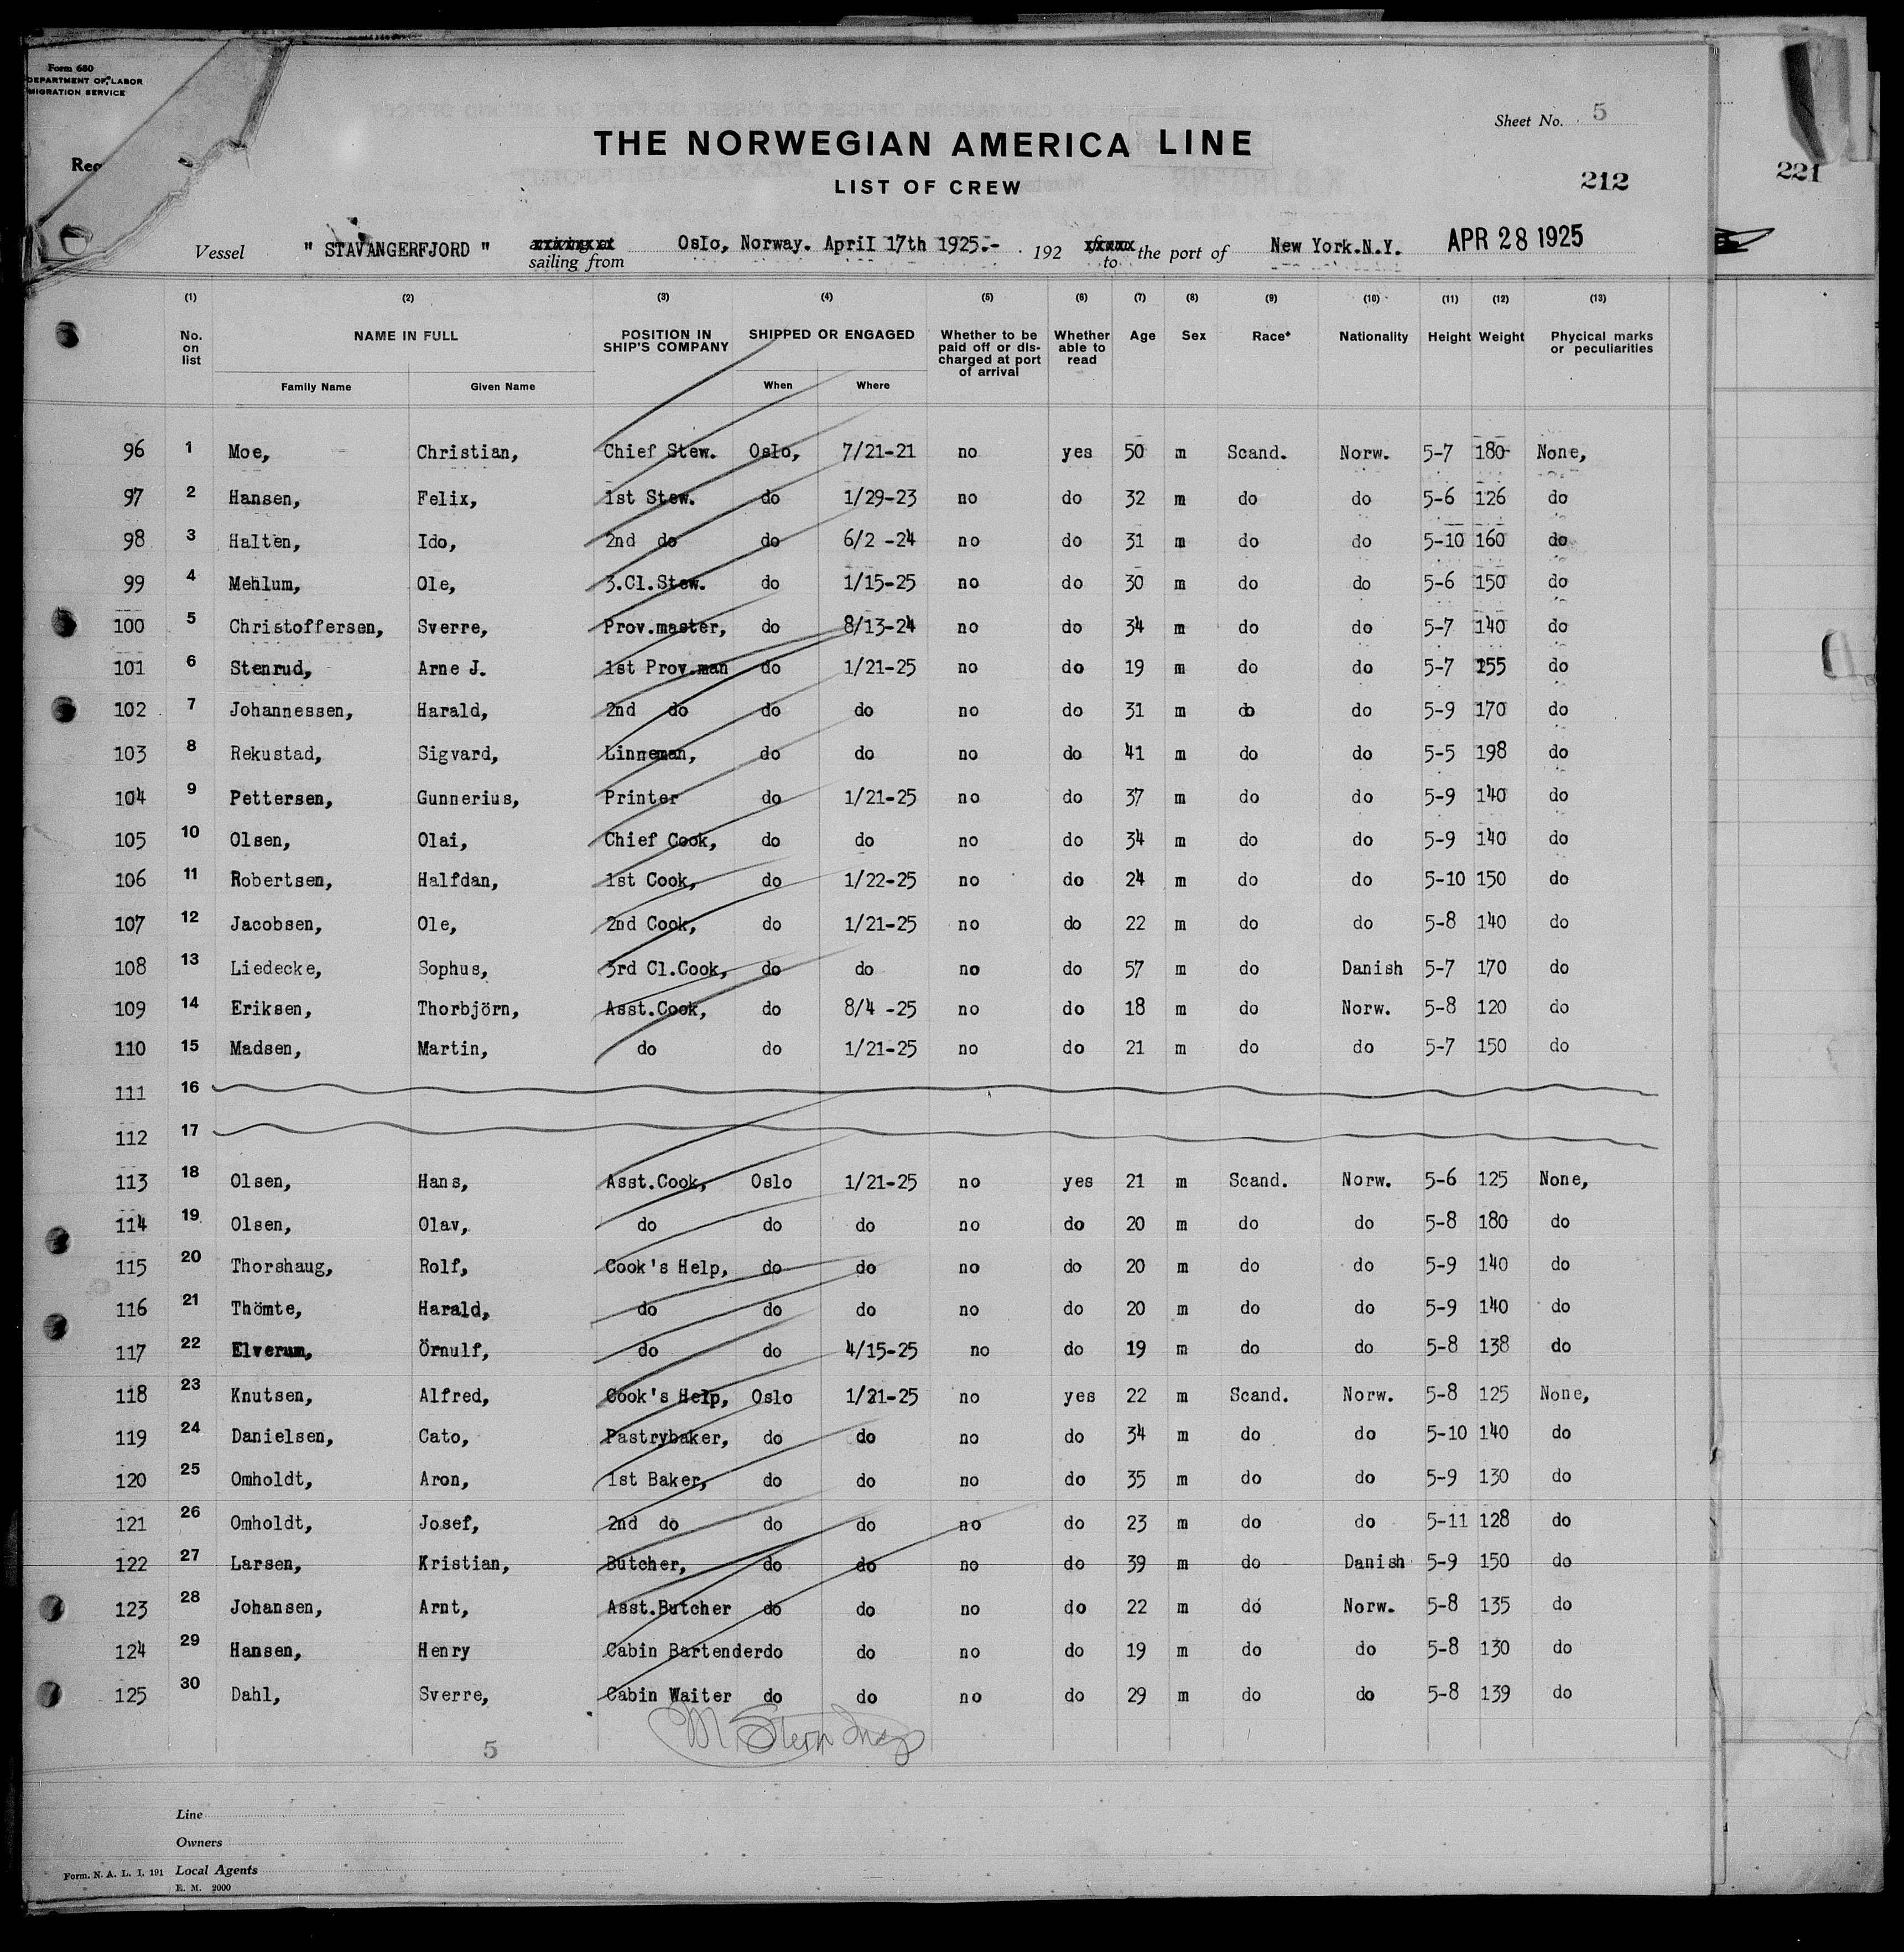 Form 680
DEPARTMENT OF LABOR
MIGRATION SERVICE
Sheet No. 5
THE NORWEGIAN AMERICA LINE
LIST OF CREW
212
221
Vessel " STAVANGERFJORD " sailing from Oslo, Norway. April 17th 1925.- 192 to the port of New York.N.Y. APR 28 1925
(1) (2) (3) (4) (5) (6) (7) (8) (9) (10) (11) (12) (13)
No. on list NAME IN FULL POSITION IN SHIP'S COMPANY SHIPPED OR ENGAGED Whether to be paid off or discharged at port of arrival Whether able to read Age Sex Race* Nationality Height Weight Phycical marks or peculiarities
Family Name Given Name When Where
96 1 Moe, Christian, Chief Stew. Oslo, 7/21-21 no yes 50 m Scand. Norw. 5-7 180 None,
97 2 Hansen, Felix, 1st Stew. do 1/29-23 no do 32 m do do 5-6 126 do
98 3 Halten, Ido, 2nd do do 6/2 -24 no do 31 m do do 5-10 160 do
99 4 Mehlum, Ole, 3.Cl.Stew. do 1/15-25 no do 30 m do do 5-6 150 do
100 5 Christoffersen, Sverre, Prov.master, do 8/13-24 no do 34 m do do 5-7 140 do
101 6 Stenrud, Arne J. 1st Prov.man do 1/21-25 no do 19 m do do 5-7 155 do
102 7 Johannessen, Harald, 2nd do do do no do 31 m do do 5-9 170 do
103 8 Rekustad, Sigvard, Linneman, do do no do 41 m do do 5-5 198 do
104 9 Pettersen, Gunnerius, Printer do 1/21-25 no do 37 m do do 5-9 140 do
105 10 Olsen, Olai, Chief Cook, do do no do 34 m do do 5-9 140 do
106 11 Robertsen, Halfdan, 1st Cook, do 1/22-25 no do 24 m do do 5-10 150 do
107 12 Jacobsen, Ole, 2nd Cook, do 1/21-25 no do 22 m do do 5-8 140 do
108 13 Liedecke, Sophus, 3rd Cl.Cook, do do no do 57 m do Danish 5-7 170 do
109 14 Eriksen, Thorbjörn, Asst.Cook, do 8/4 -25 no do 18 m do Norw. 5-8 120 do
110 15 Madsen, Martin, do do 1/21-25 no do 21 m do do 5-7 150 do
111 16
112 17
113 18 Olsen, Hans, Asst.Cook, Oslo 1/21-25 no yes 21 m Scand. Norw. 5-6 125 None,
114 19 Olsen, Olav, do do do no do 20 m do do 5-8 180 do
115 20 Thorshaug, Rolf, Cook's Help, do do no do 20 m do do 5-9 140 do
116 21 Thömte, Harald, do do do no do 20 m do do 5-9 140 do
117 22 Elverum, Örnulf, do do 4/15-25 no do 19 m do do 5-8 138 do
118 23 Knutsen, Alfred, Cook's Help, Oslo 1/21-25 no yes 22 m Scand. Norw. 5-8 125 None,
119 24 Danielsen, Cato, Pastrybaker, do do no do 34 m do do 5-10 140 do
120 25 Omholdt, Aron, 1st Baker, do do no do 35 m do do 5-9 130 do
121 26 Omholdt, Josef, 2nd do do do no do 23 m do do 5-11 128 do
122 27 Larsen, Kristian, Butcher, do do no do 39 m do Danish 5-9 150 do
123 28 Johansen, Arnt, Asst.Butcher do do no do 22 m do Norw. 5-8 135 do
124 29 Hansen, Henry Cabin Bartenderdo do no do 19 m do do 5-8 130 do
125 30 Dahl, Sverre, Cabin Waiter do do no do 29 m do do 5-8 139 do
M. Stern Insp
5
Line
Owners
Local Agents
Form. N. A. L. I. 191
E. M. 2000